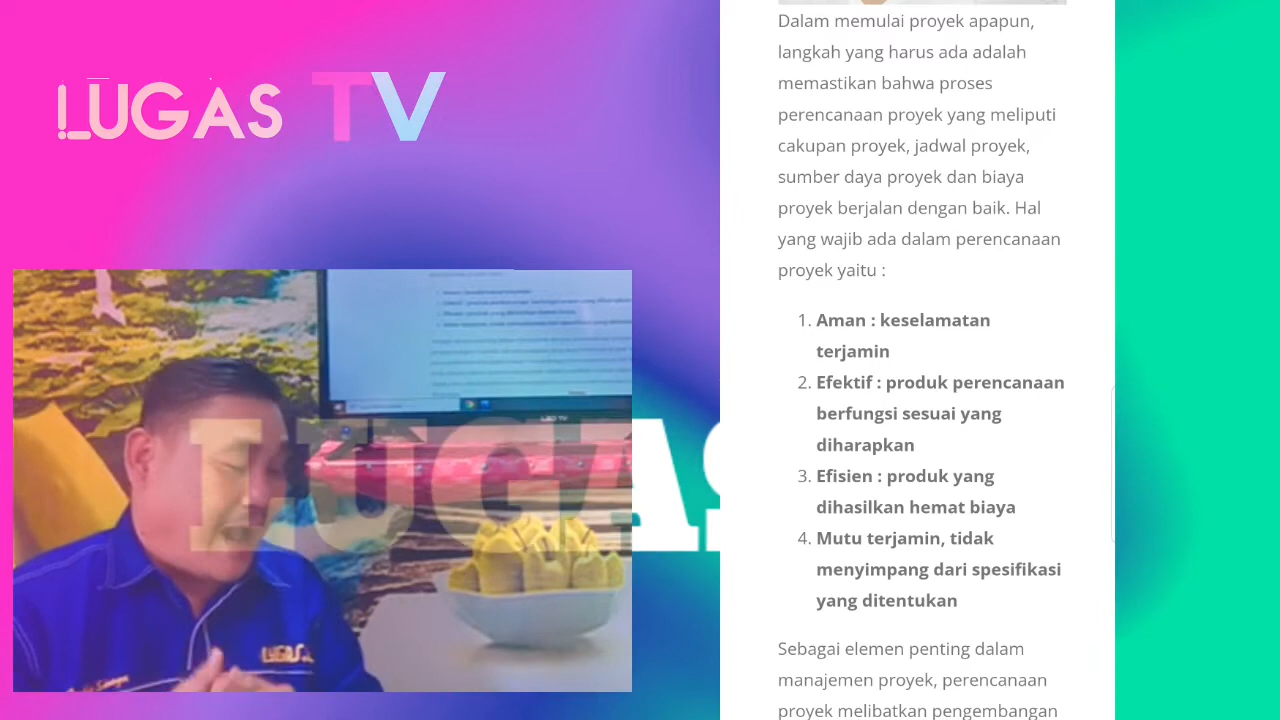 LUGAS TV
LUGAS
LUGAS
Dalam memulai proyek apapun,
langkah yang harus ada adalah
memastikan bahwa proses
perencanaan proyek yang meliputi
cakupan proyek, jadwal proyek,
sumber daya proyek dan biaya
proyek berjalan dengan baik. Hal
yang wajib ada dalam perencanaan
proyek yaitu :
1. Aman : keselamatan
terjamin
2. Efektif : produk perencanaan
berfungsi sesuai yang
diharapkan
3. Efisien : produk yang
dihasilkan hemat biaya
4. Mutu terjamin, tidak
menyimpang dari spesifikasi
yang ditentukan
Sebagai elemen penting dalam
manajemen proyek, perencanaan
proyek melibatkan pengembangan